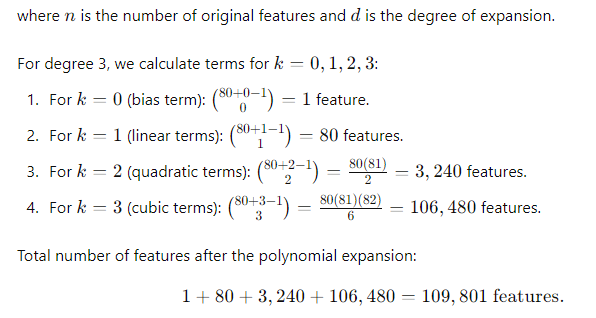 where n is the number of original features and d is the degree of expansion.
For degree 3, we calculate terms for k = 0, 1, 2, 3:
1. For k = 0 (bias term): \binom{80+0-1}{0} = 1 feature.
2. For k = 1 (linear terms): \binom{80+1-1}{1} = 80 features.
3. For k = 2 (quadratic terms): \binom{80+2-1}{2} = \frac{80(81)}{2} = 3,240 features.
4. For k = 3 (cubic terms): \binom{80+3-1}{3} = \frac{80(81)(82)}{6} = 106,480 features.
Total number of features after the polynomial expansion:
1 + 80 + 3,240 + 106,480 = 109,801 features.